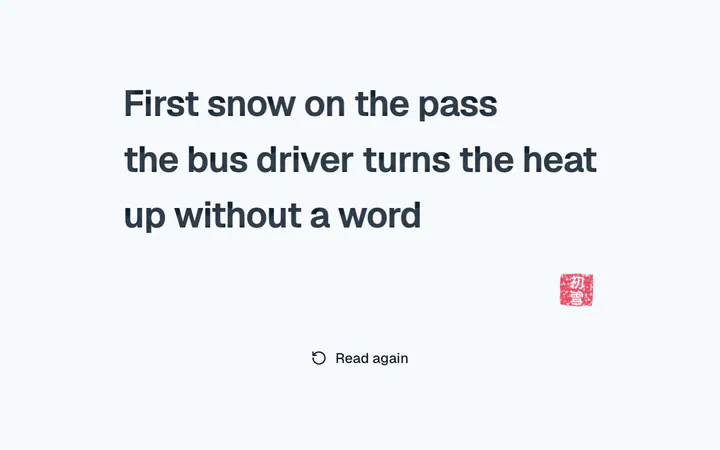 First snow on the pass
the bus driver turns the heat
up without a word
初雪
Read again